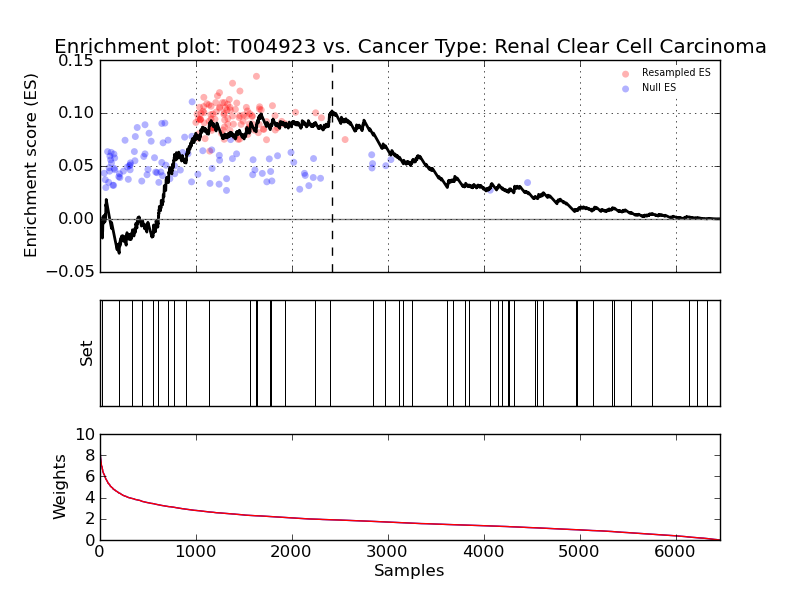 Enrichment plot: T004923 vs. Cancer Type: Renal Clear Cell Carcinoma
Enrichment score (ES)
0.15
0.10
0.05
0.00
−0.05
Resampled ES
Null ES
Set
Weights
10
8
6
4
2
0
0 1000 2000 3000 4000 5000 6000
Samples